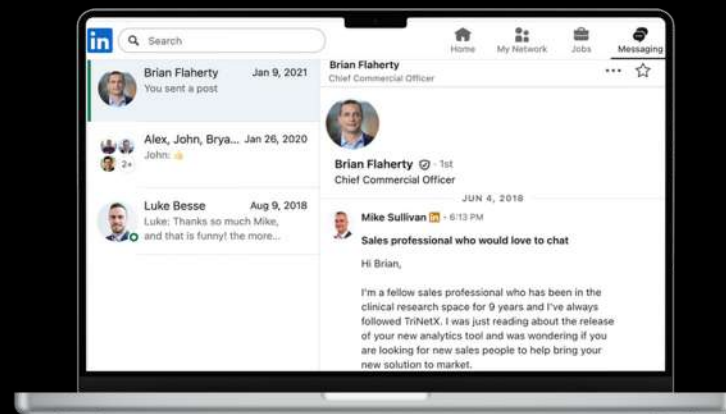 in
Search
Home
My Network
Jobs
Messaging
Brian Flaherty
Jan 9, 2021
You sent a post
Alex, John, Brya... Jan 26, 2020
John: 👍
2+
Luke Besse
Aug 9, 2018
Luke: Thanks so much Mike,
and that is funny! the more...
Brian Flaherty
Chief Commercial Officer
Brian Flaherty · 1st
Chief Commercial Officer
JUN 4, 2018
Mike Sullivan in • 6:13 PM
Sales professional who would love to chat
Hi Brian,
I'm a fellow sales professional who has been in the
clinical research space for 9 years and I've always
followed TriNetX. I was just reading about the release
of your new analytics tool and was wondering if you
are looking for new sales people to help bring your
new solution to market.